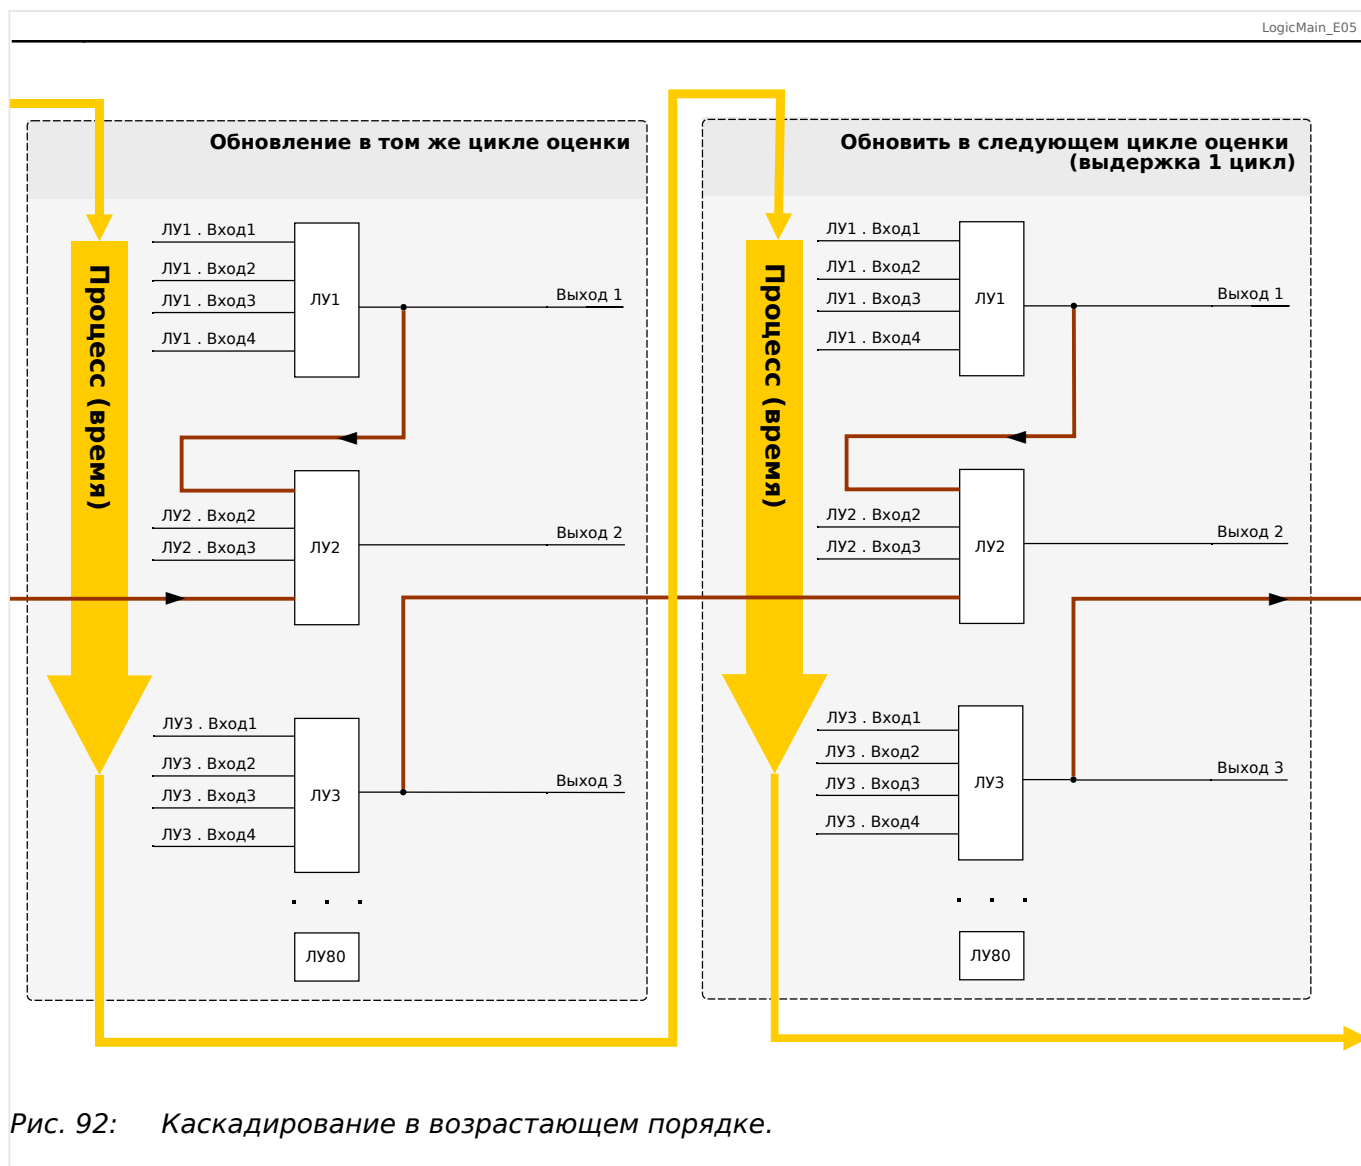 LogicMain_E05
Обновление в том же цикле оценки
Процесс (время)
ЛУ1 . Вход1
ЛУ1 . Вход2
ЛУ1 . Вход3
ЛУ1 . Вход4
ЛУ1
Выход 1
ЛУ2 . Вход2
ЛУ2 . Вход3
ЛУ2
Выход 2
ЛУ3 . Вход1
ЛУ3 . Вход2
ЛУ3 . Вход3
ЛУ3 . Вход4
ЛУ3
Выход 3
. . .
ЛУ80
Обновить в следующем цикле оценки
(выдержка 1 цикл)
Процесс (время)
ЛУ1 . Вход1
ЛУ1 . Вход2
ЛУ1 . Вход3
ЛУ1 . Вход4
ЛУ1
Выход 1
ЛУ2 . Вход2
ЛУ2 . Вход3
ЛУ2
Выход 2
ЛУ3 . Вход1
ЛУ3 . Вход2
ЛУ3 . Вход3
ЛУ3 . Вход4
ЛУ3
Выход 3
. . .
ЛУ80
Рис. 92: Каскадирование в возрастающем порядке.